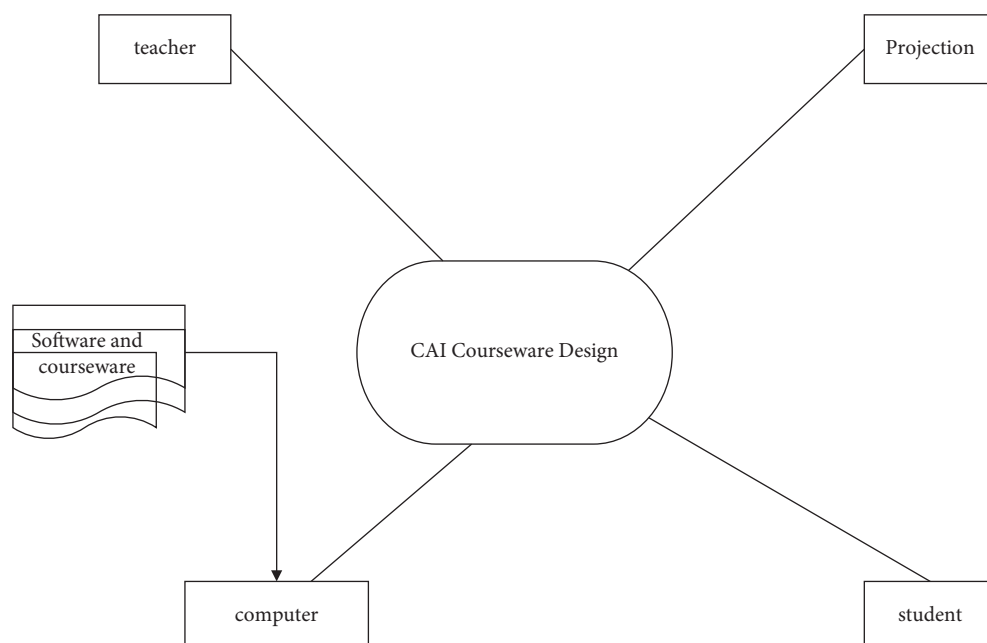 teacher
Projection
Software and
courseware
CAI Courseware Design
computer
student